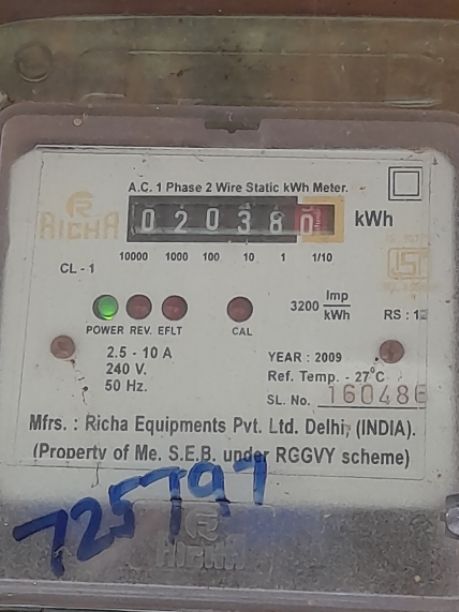 A.C. 1 Phase 2 Wire Static kWh Meter.
RICHA
020380 kWh
10000 1000 100 10 1 1/10
CL - 1
3200 Imp/kWh
POWER REV. EFLT CAL
2.5 - 10 A
240 V.
50 Hz.
YEAR : 2009
Ref. Temp. - 27°C
SL. No. 160486
Mfrs. : Richa Equipments Pvt. Ltd. Delhi, (INDIA).
(Property of Me. S.E.B. under RGGVY scheme)
725797
RICHA